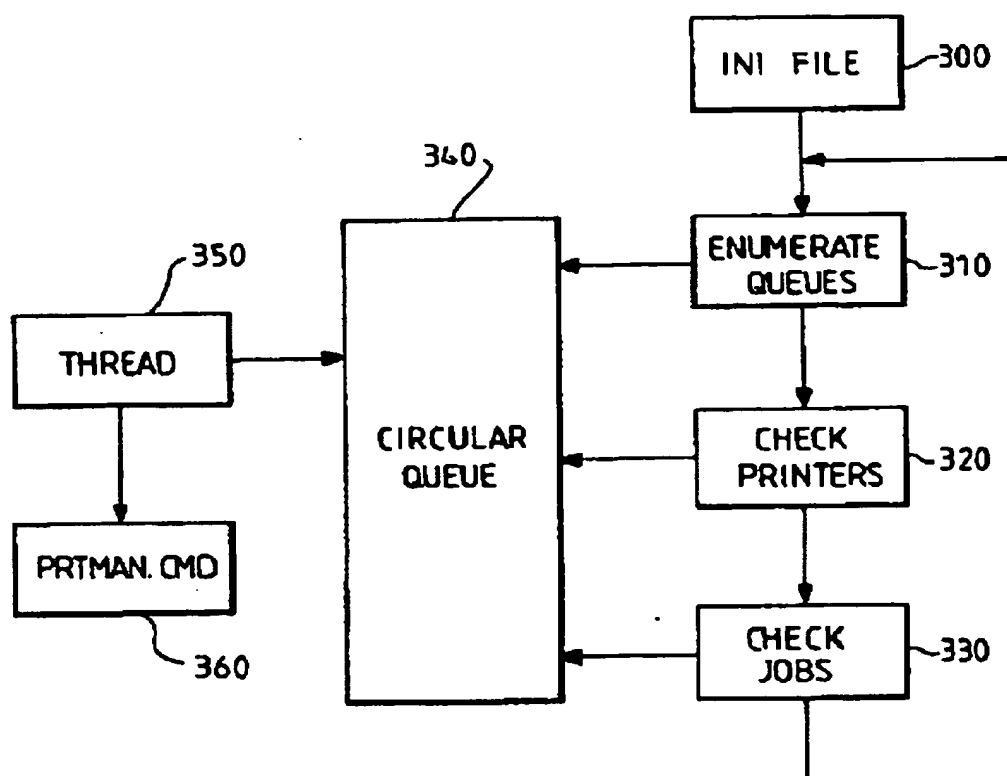 INI FILE
300
340
ENUMERATE
QUEUES
310
350
THREAD
CIRCULAR
QUEUE
CHECK
PRINTERS
320
PRTMAN. CMD
360
CHECK
JOBS
330